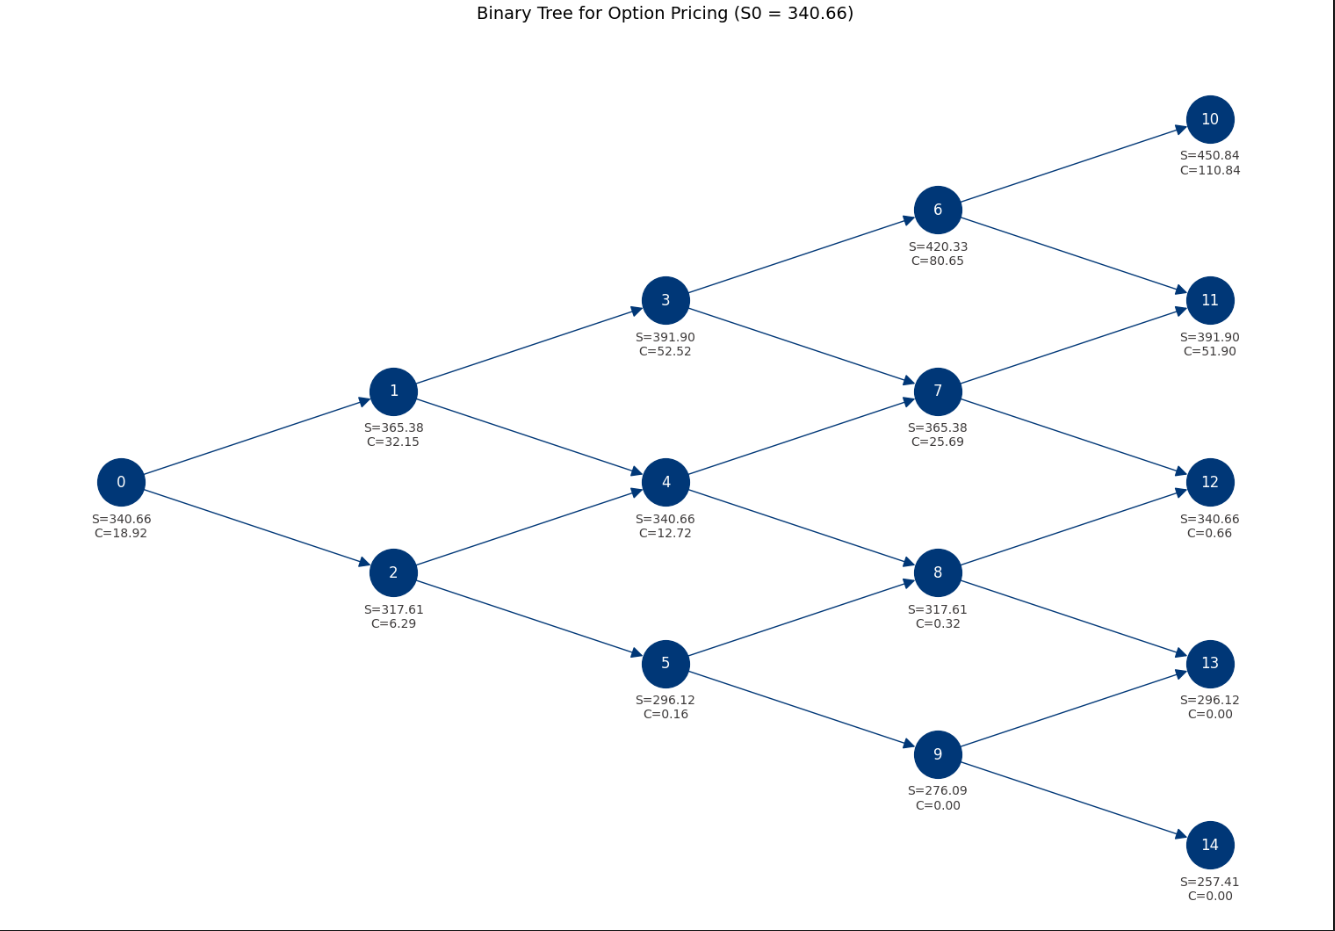 Binary Tree for Option Pricing (S0 = 340.66)
10
S=450.84
C=110.84
6
S=420.33
C=80.65
3
S=391.90
C=52.52
11
S=391.90
C=51.90
1
S=365.38
C=32.15
7
S=365.38
C=25.69
0
S=340.66
C=18.92
4
S=340.66
C=12.72
12
S=340.66
C=0.66
2
S=317.61
C=6.29
8
S=317.61
C=0.32
5
S=296.12
C=0.16
13
S=296.12
C=0.00
9
S=276.09
C=0.00
14
S=257.41
C=0.00